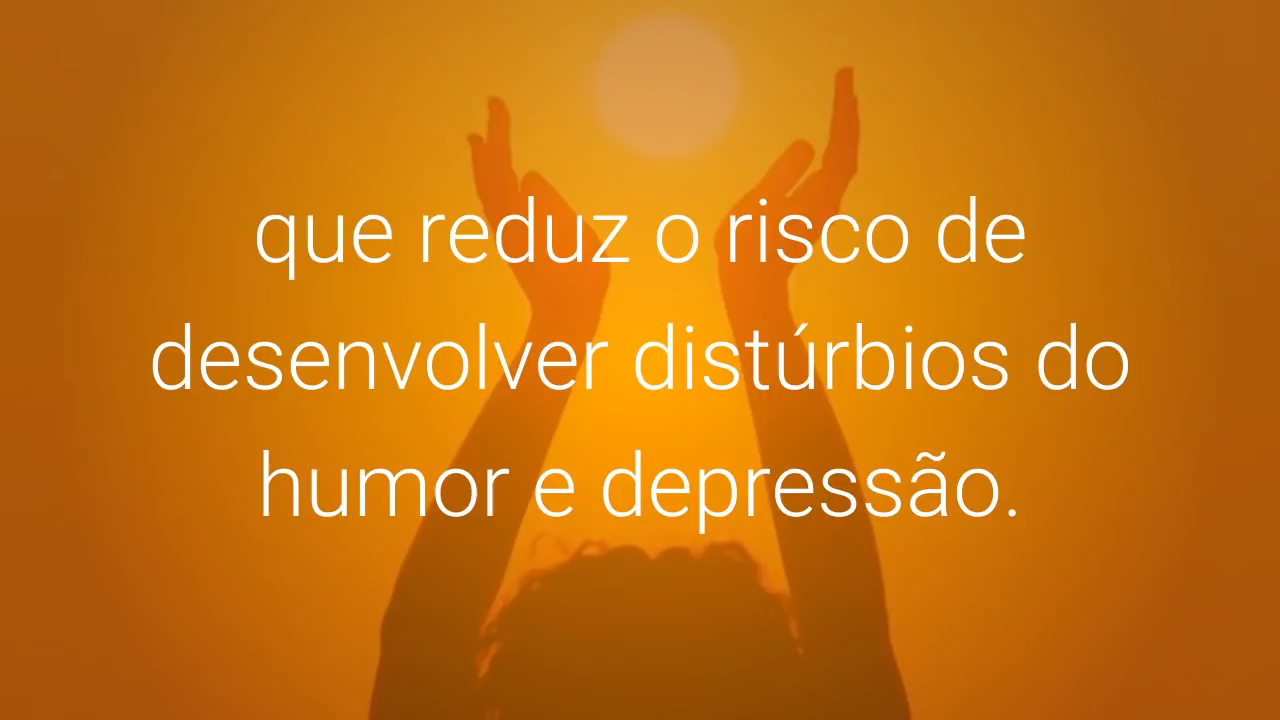 que reduz o risco de
desenvolver distúrbios do
humor e depressão.